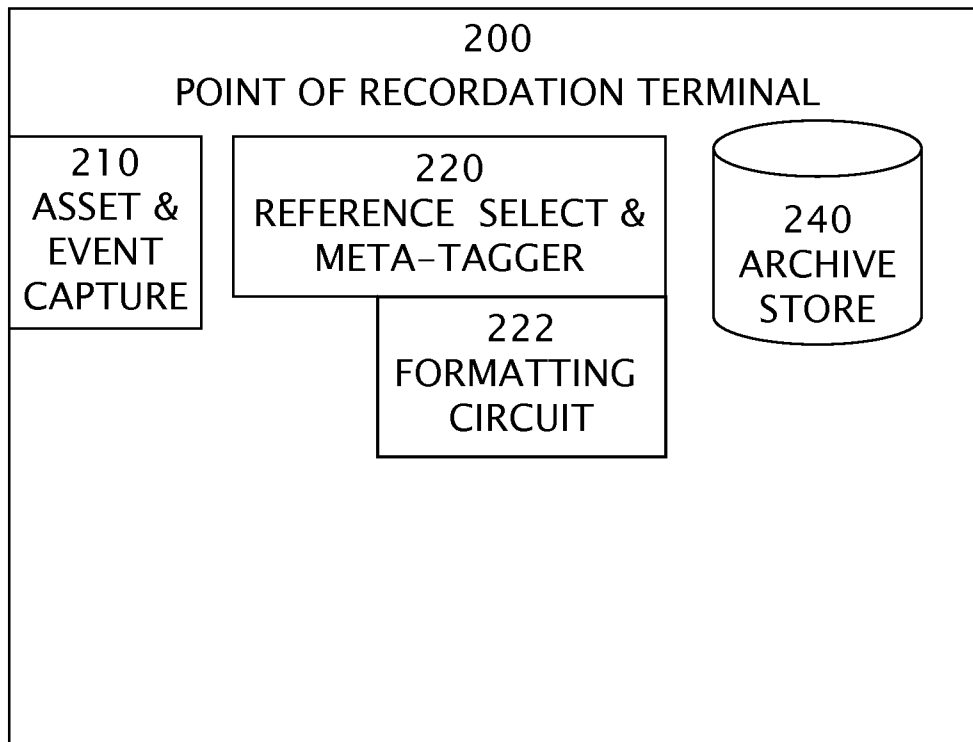 200
POINT OF RECORDATION TERMINAL
210
ASSET &
EVENT
CAPTURE
220
REFERENCE SELECT &
META-TAGGER
222
FORMATTING
CIRCUIT
240
ARCHIVE
STORE